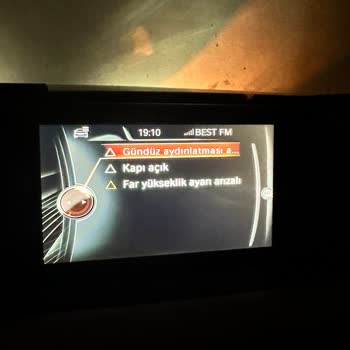 19:10 BEST FM
Gündüz aydınlatması a...
Kapı açık
Far yükseklik ayarı arızalı